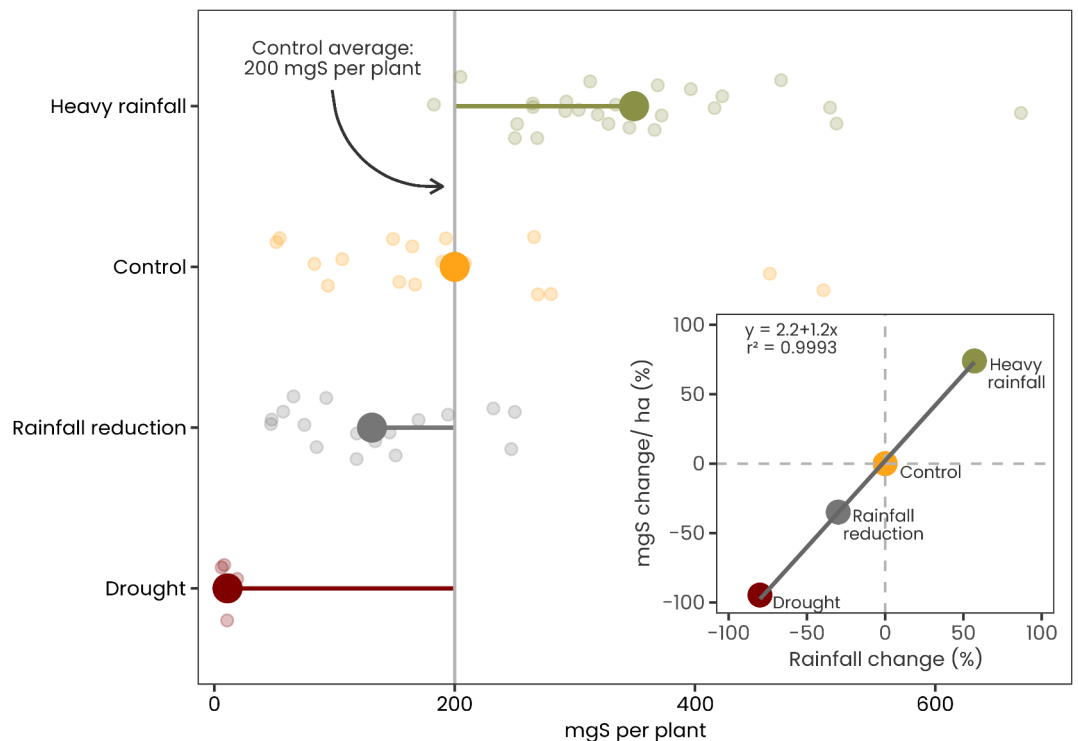 Control average:
200 mgS per plant
Heavy rainfall
Control
Rainfall reduction
Drought
0
200
400
600
mgS per plant
y = 2.2+1.2x
r² = 0.9993
mgS change/ ha (%)
100
50
0
−50
−100
Heavy
rainfall
Control
Rainfall
reduction
Drought
−100
−50
0
50
100
Rainfall change (%)